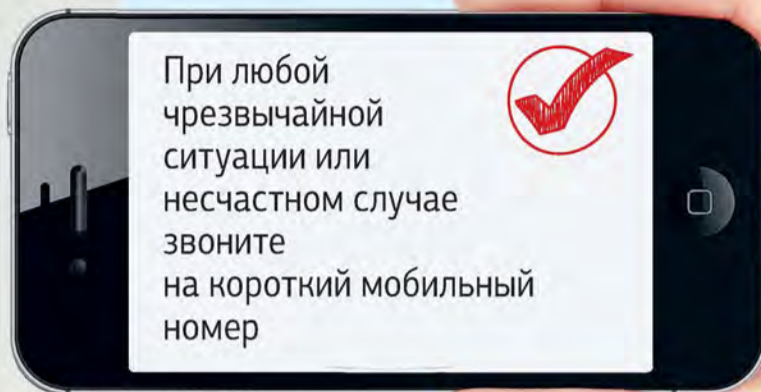 При любой
чрезвычайной
ситуации или
несчастном случае
звоните
на короткий мобильный
номер